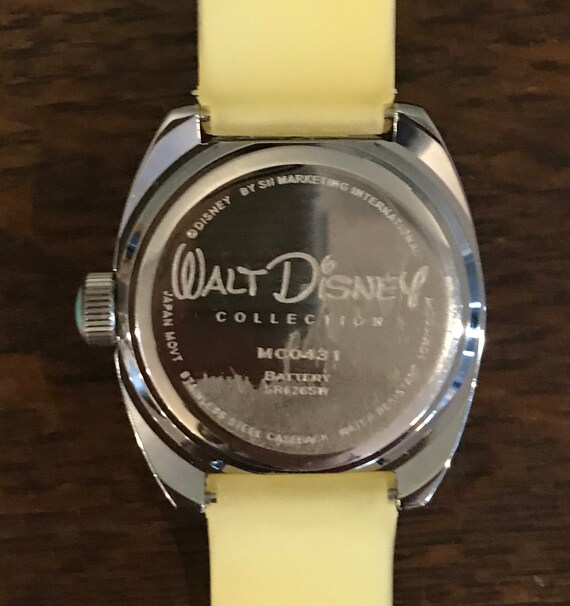 ©DISNEY BY SII MARKETING INTERNATIONAL
WALT DISNEY
COLLECTION
MC0431
BATTERY
SR626SW
JAPAN MOVT STAINLESS STEEL CASEBACK WATER RESISTANT